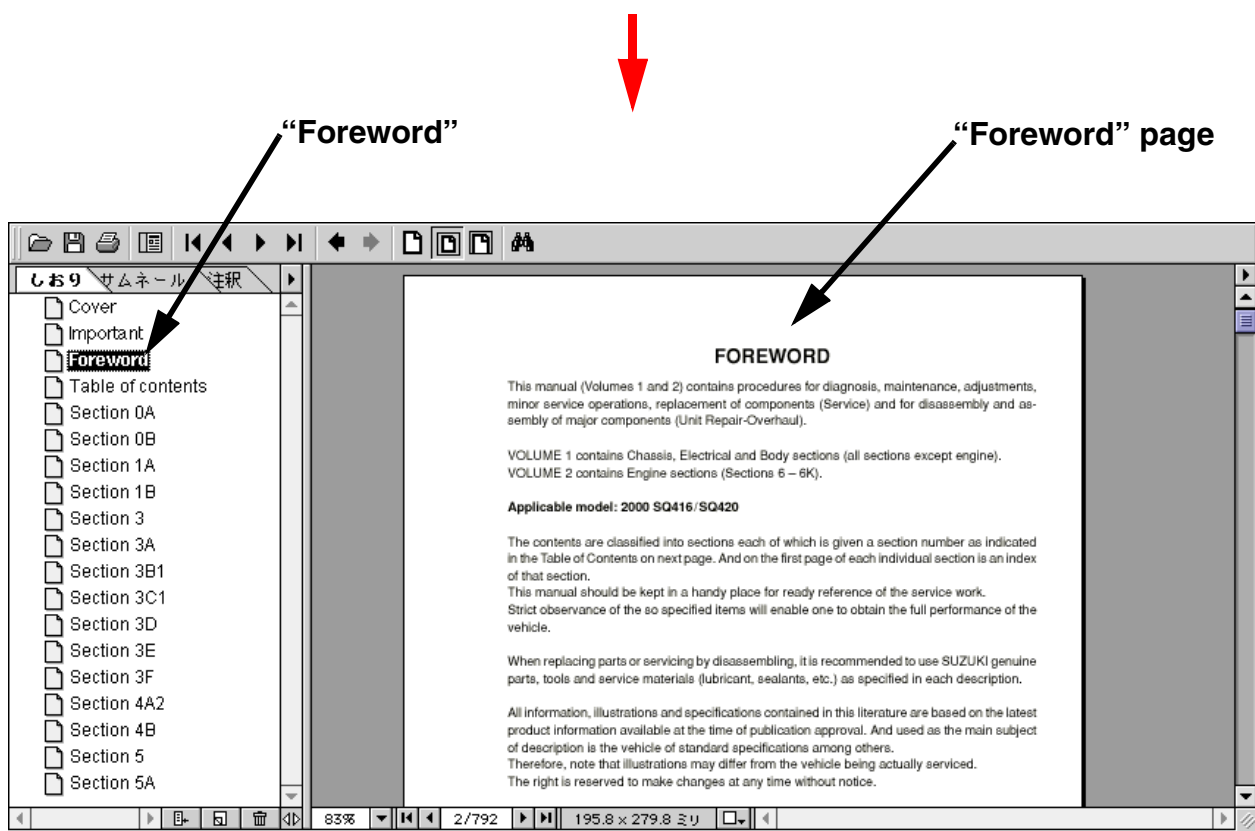 “Foreword”
“Foreword” page
しおり サムネール 注釈
Cover
Important
Foreword
Table of contents
Section 0A
Section 0B
Section 1A
Section 1B
Section 3
Section 3A
Section 3B1
Section 3C1
Section 3D
Section 3E
Section 3F
Section 4A2
Section 4B
Section 5
Section 5A
FOREWORD
This manual (Volumes 1 and 2) contains procedures for diagnosis, maintenance, adjustments,
minor service operations, replacement of components (Service) and for disassembly and as-
sembly of major components (Unit Repair-Overhaul).
VOLUME 1 contains Chassis, Electrical and Body sections (all sections except engine).
VOLUME 2 contains Engine sections (Sections 6 – 6K).
Applicable model: 2000 SQ416/SQ420
The contents are classified into sections each of which is given a section number as indicated
in the Table of Contents on next page. And on the first page of each individual section is an index
of that section.
This manual should be kept in a handy place for ready reference of the service work.
Strict observance of the so specified items will enable one to obtain the full performance of the
vehicle.
When replacing parts or servicing by disassembling, it is recommended to use SUZUKI genuine
parts, tools and service materials (lubricant, sealants, etc.) as specified in each description.
All information, illustrations and specifications contained in this literature are based on the latest
product information available at the time of publication approval. And used as the main subject
of description is the vehicle of standard specifications among others.
Therefore, note that illustrations may differ from the vehicle being actually serviced.
The right is reserved to make changes at any time without notice.
83% 2/792 195.8 × 279.8 ミリ